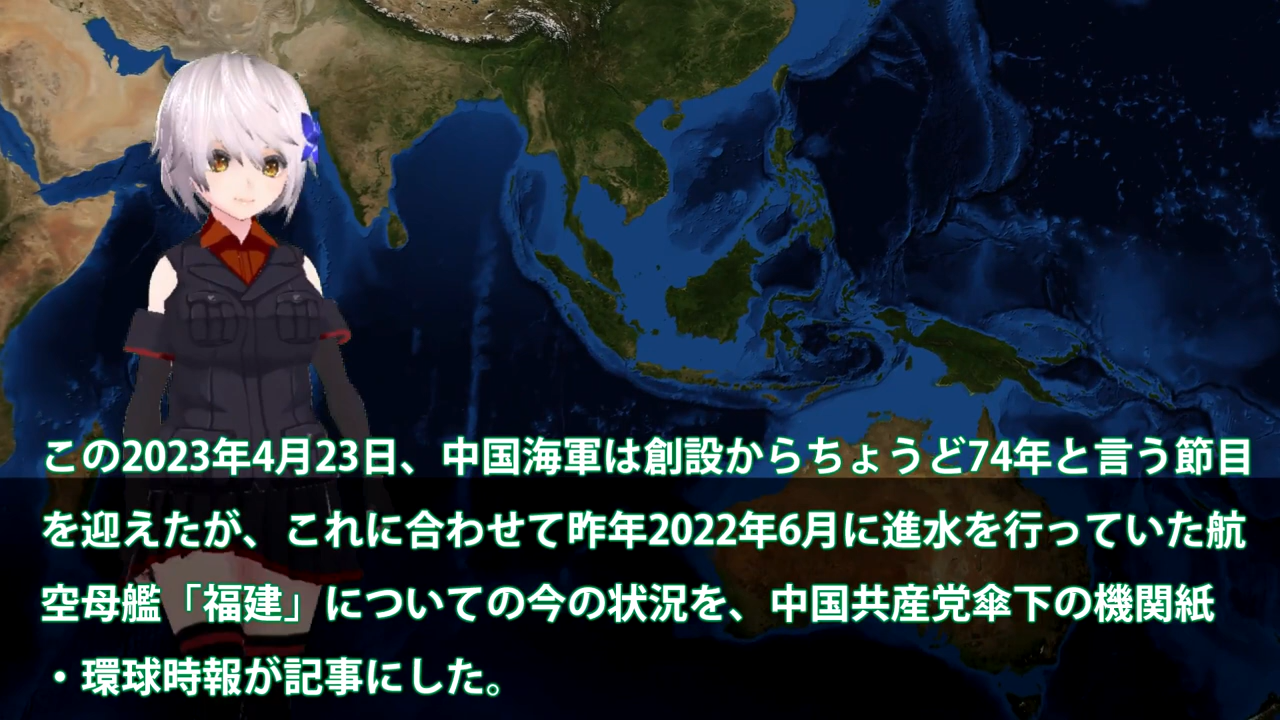 この2023年4月23日、中国海軍は創設からちょうど74年と言う節目
を迎えたが、これに合わせて昨年2022年6月に進水を行っていた航
空母艦「福建」についての今の状況を、中国共産党傘下の機関紙
・環球時報が記事にした。